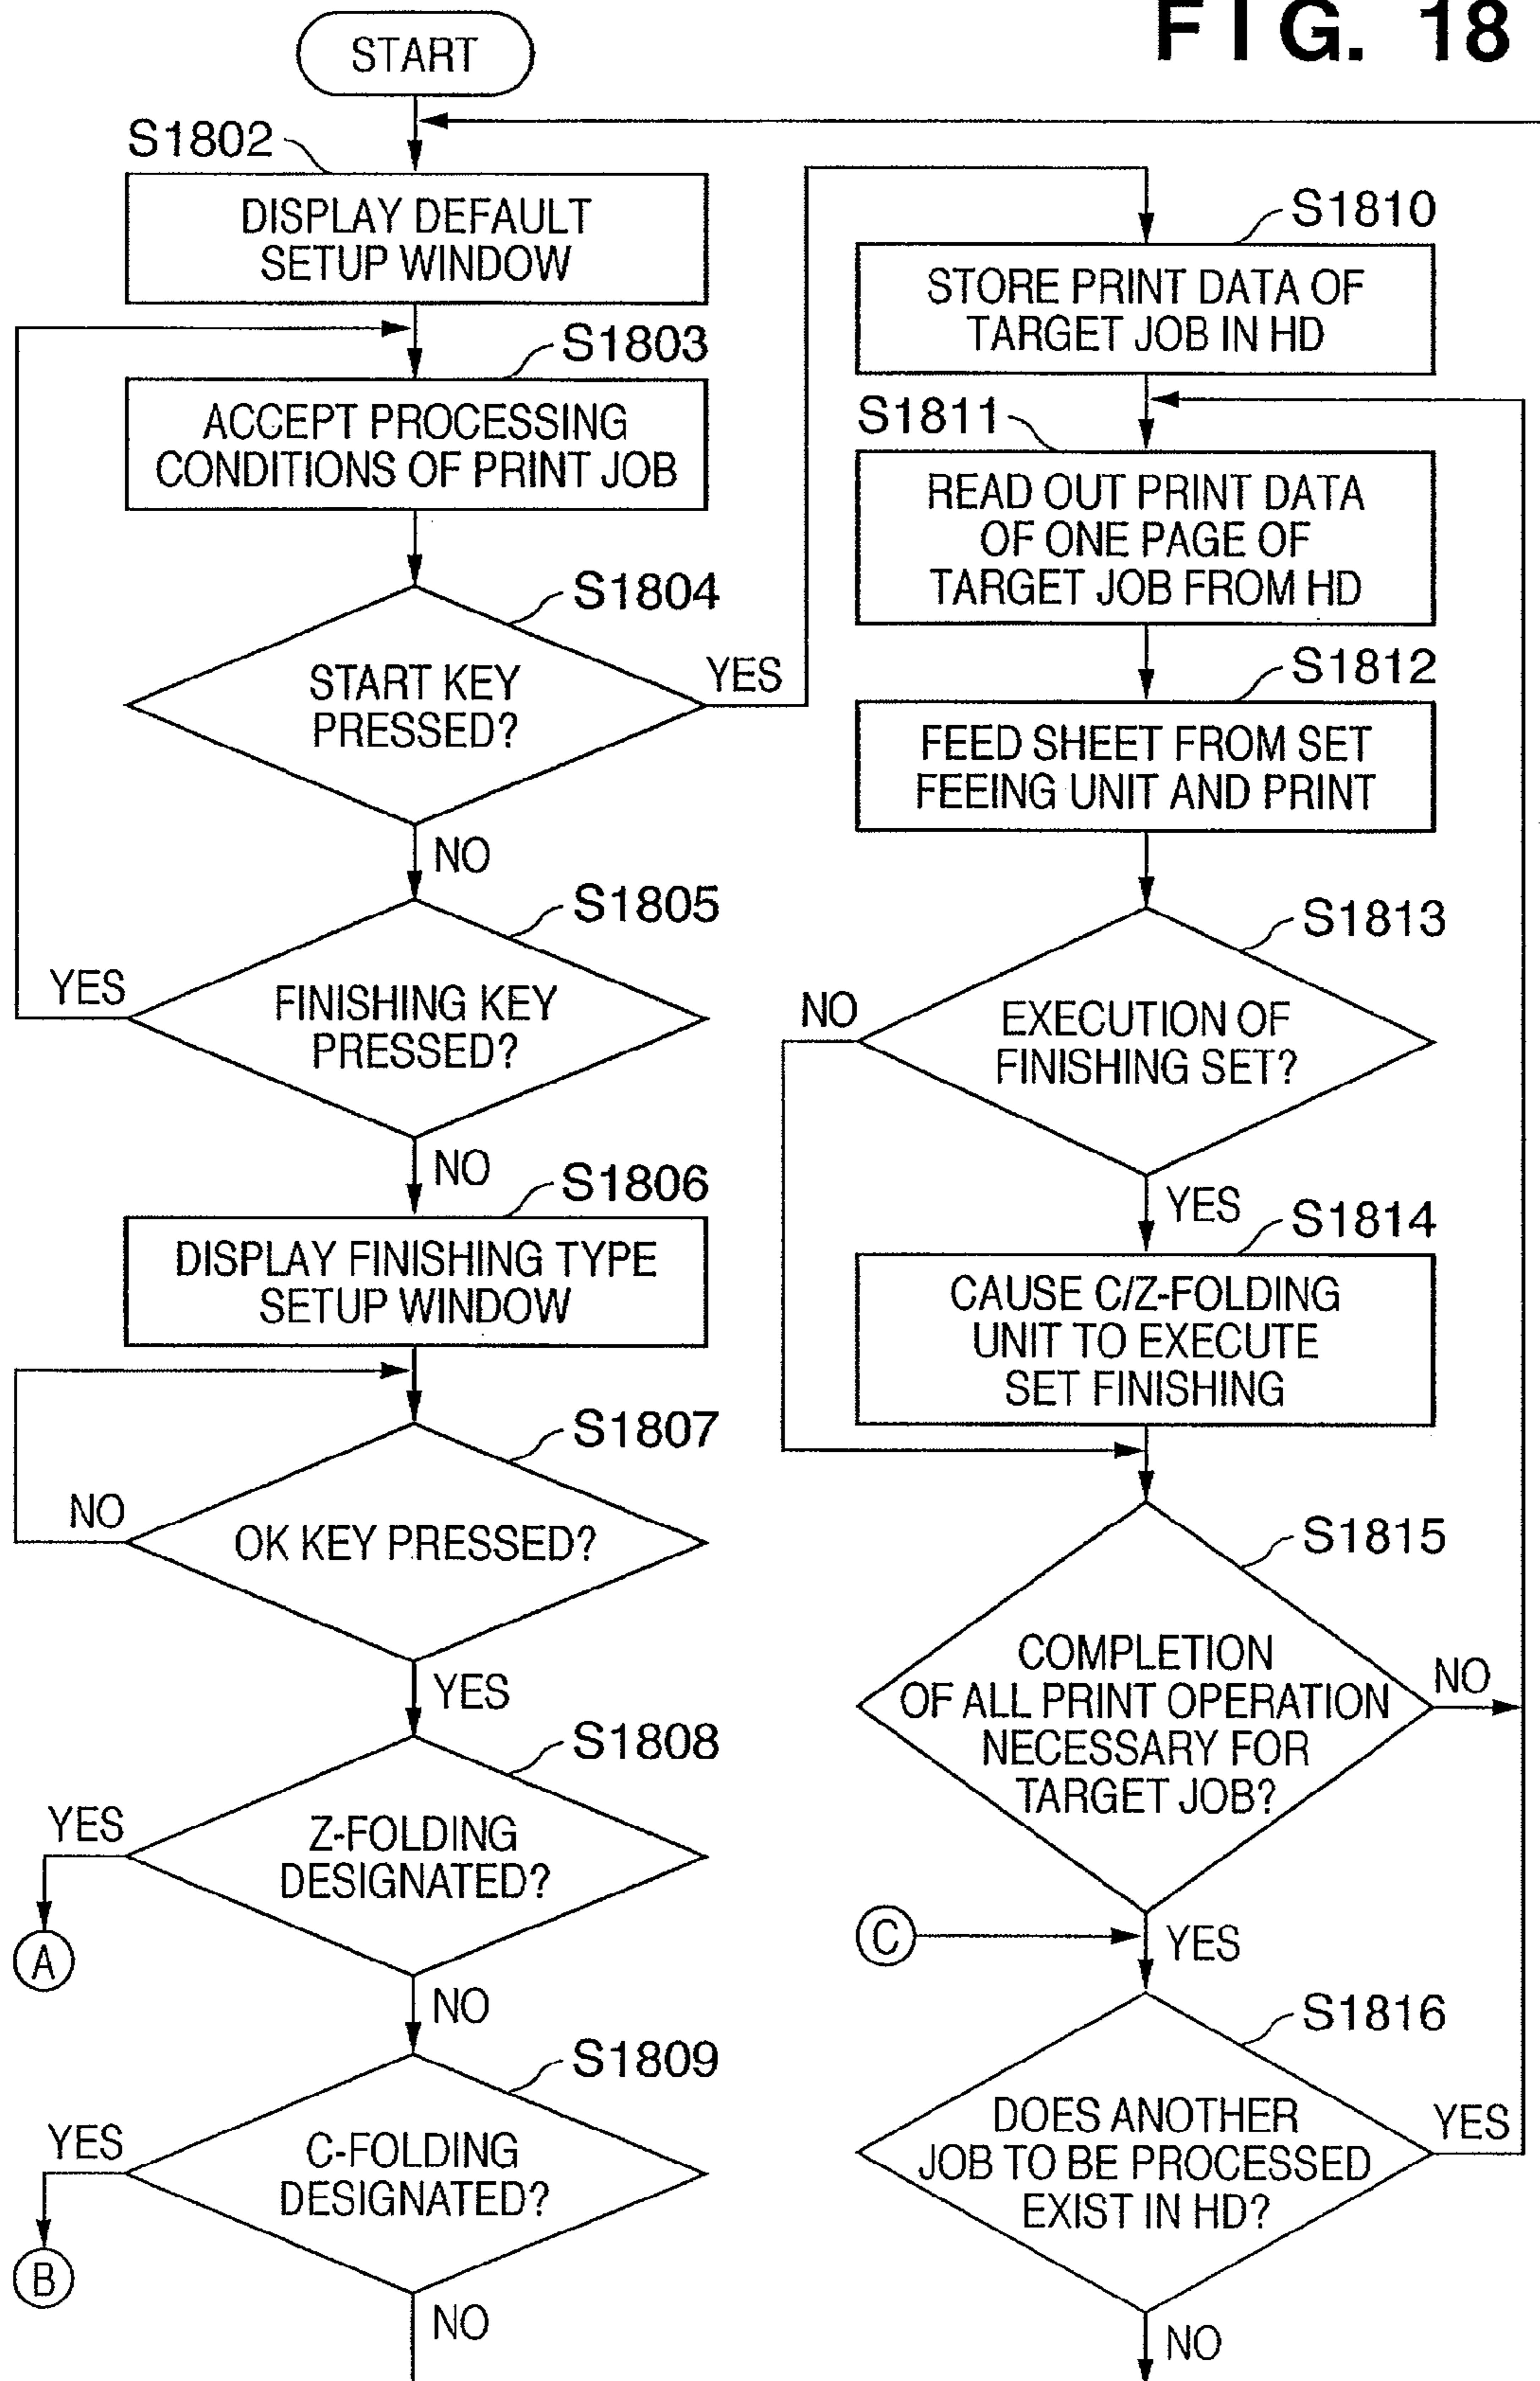 FIG. 18
START
S1802
DISPLAY DEFAULT
SETUP WINDOW
S1803
ACCEPT PROCESSING
CONDITIONS OF PRINT JOB
S1804
START KEY
PRESSED?
YES
NO
S1805
FINISHING KEY
PRESSED?
YES
NO
S1806
DISPLAY FINISHING TYPE
SETUP WINDOW
S1807
OK KEY PRESSED?
NO
YES
S1808
Z-FOLDING
DESIGNATED?
YES
A
NO
S1809
C-FOLDING
DESIGNATED?
YES
B
NO
S1810
STORE PRINT DATA OF
TARGET JOB IN HD
S1811
READ OUT PRINT DATA
OF ONE PAGE OF
TARGET JOB FROM HD
S1812
FEED SHEET FROM SET
FEEING UNIT AND PRINT
S1813
EXECUTION OF
FINISHING SET?
NO
YES
S1814
CAUSE C/Z-FOLDING
UNIT TO EXECUTE
SET FINISHING
S1815
COMPLETION
OF ALL PRINT OPERATION
NECESSARY FOR
TARGET JOB?
NO
C
YES
S1816
DOES ANOTHER
JOB TO BE PROCESSED
EXIST IN HD?
YES
NO